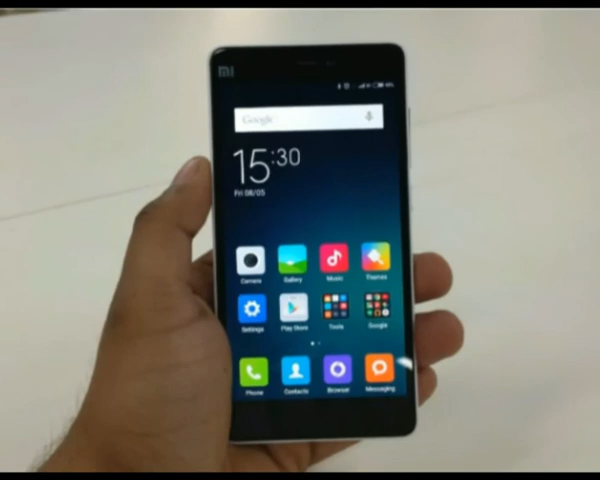 mi
Google
15:30
Fri 08/05
Camera Gallery Music Themes
Settings Play Store Tools Google
Phone Contacts Browser Messaging